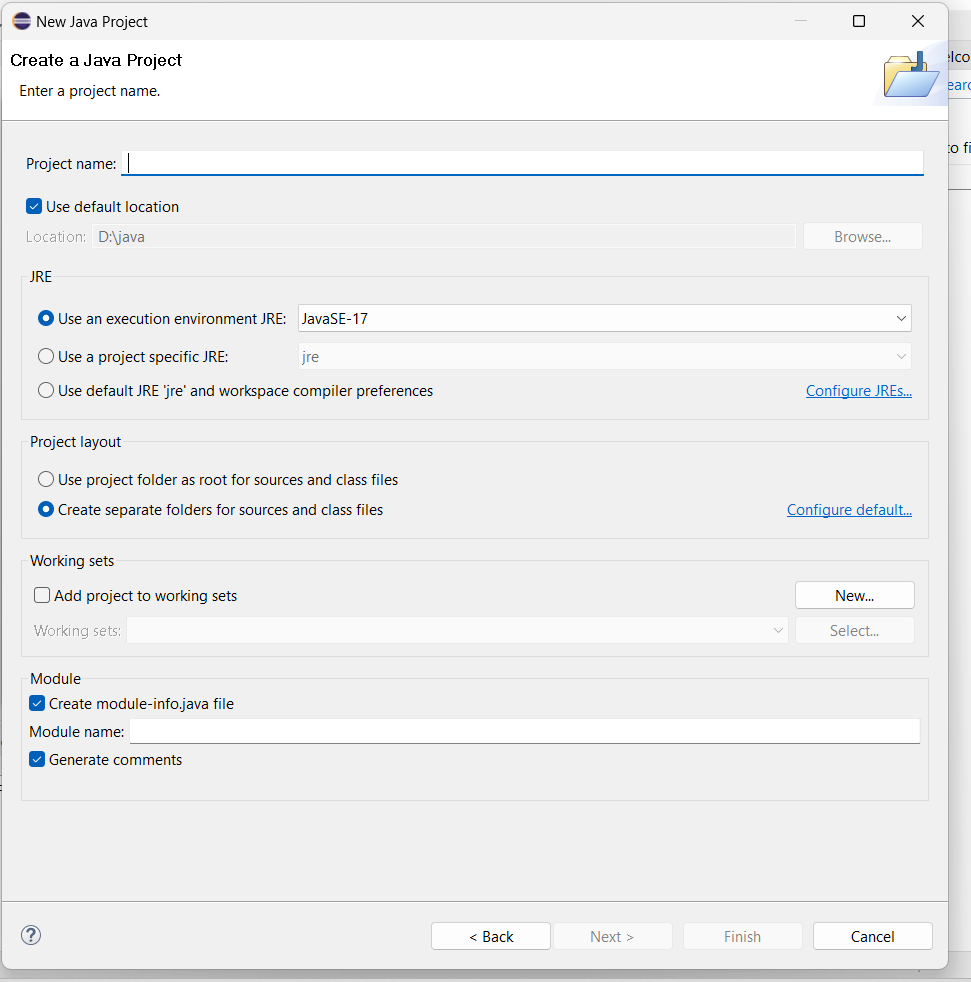 New Java Project
Create a Java Project
Enter a project name.
Project name:
Use default location
Location: D:\java Browse...
JRE
Use an execution environment JRE: JavaSE-17
Use a project specific JRE: jre
Use default JRE 'jre' and workspace compiler preferences Configure JREs...
Project layout
Use project folder as root for sources and class files
Create separate folders for sources and class files Configure default...
Working sets
Add project to working sets New...
Working sets: Select...
Module
Create module-info.java file
Module name:
Generate comments
? < Back Next > Finish Cancel